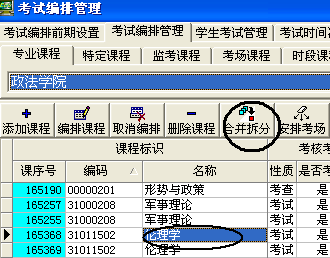 考试编排管理
考试编排前期设置 考试编排管理 学生考试管理 考试时间
专业课程 特定课程 监考课程 考场课程 时段课
政法学院
添加课程 编排课程 取消编排 删除课程 合并拆分 安排考场
课程标识 考核考
课序号 编码 名称 性质 是否考
165190 00000201 形势与政策 考查 是
165257 31000208 军事理论 考试 是
165255 31000208 军事理论 考试 是
165368 31011502 伦理学 考试 是
165369 31011502 伦理学 考试 是